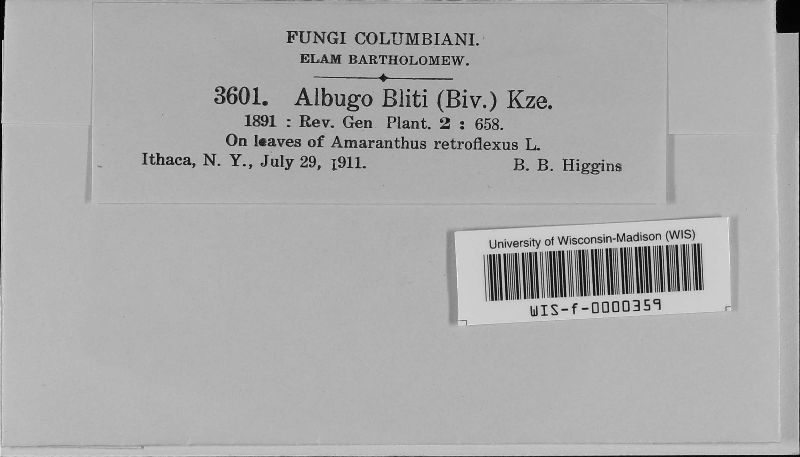 FUNGI COLUMBIANI.
ELAM BARTHOLOMEW.
3601. Albugo Bliti (Biv.) Kze.
1891 : Rev. Gen Plant. 2 : 658.
On leaves of Amaranthus retroflexus L.
Ithaca, N. Y., July 29, 1911. B. B. Higgins
University of Wisconsin-Madison (WIS)
WIS-f-0000359